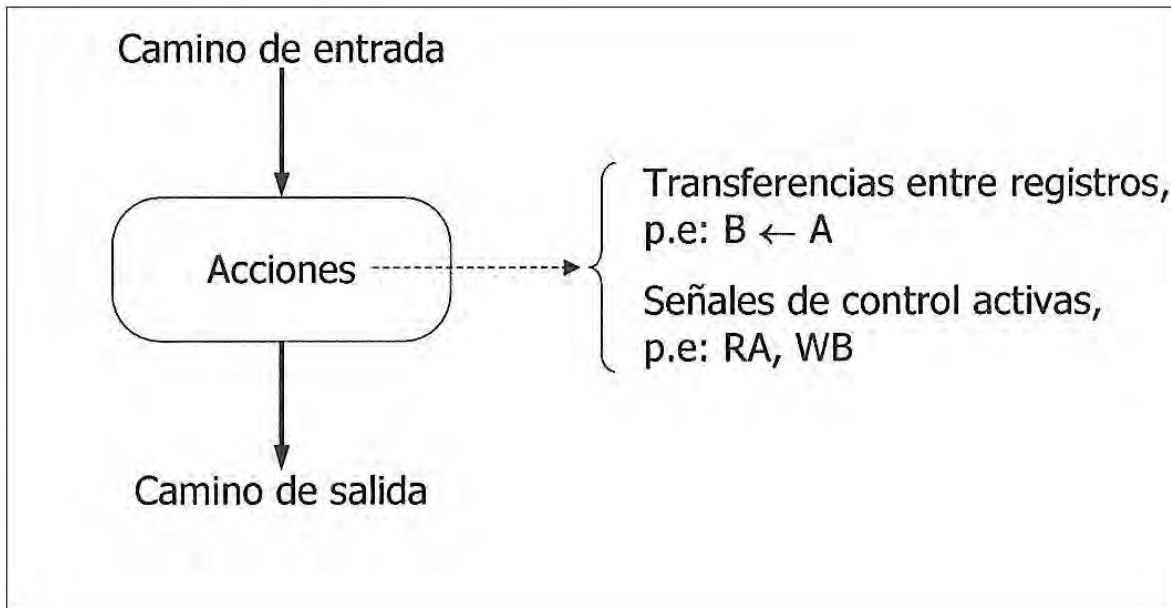 Camino de entrada
Acciones
Transferencias entre registros,
p.e: B ← A
Señales de control activas,
p.e: RA, WB
Camino de salida